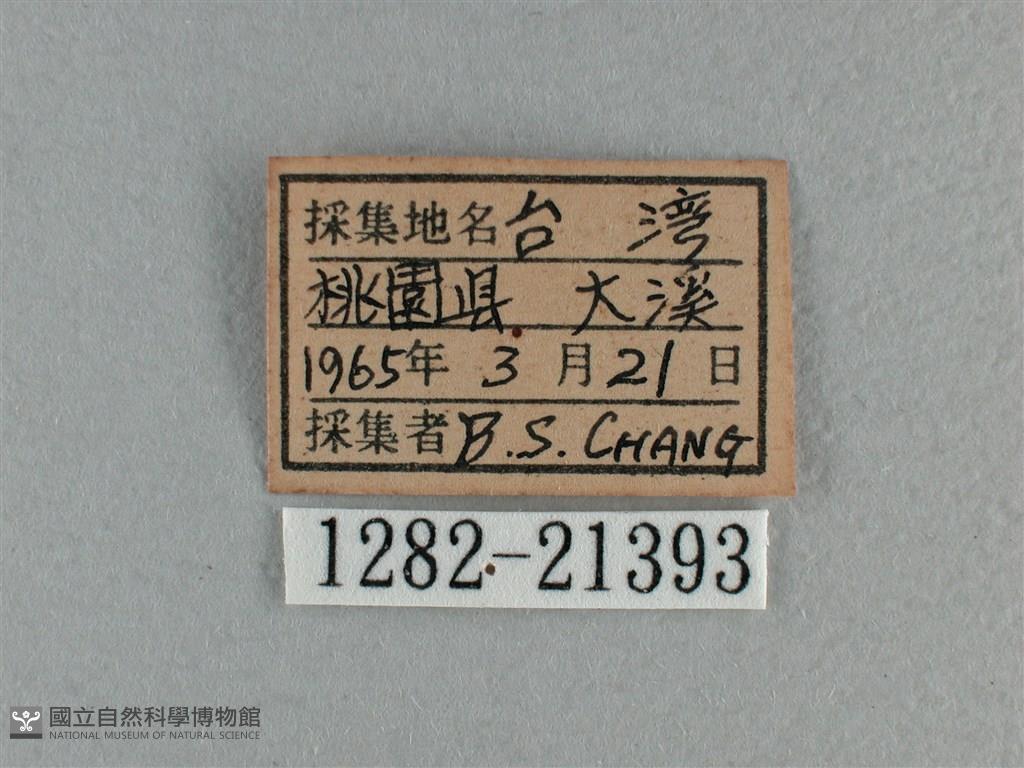 採集地名台 湾
桃園县 大溪
1965年 3 月21日
採集者B.S. CHANG
1282-21393
國立自然科學博物館
NATIONAL MUSEUM OF NATURAL SCIENCE